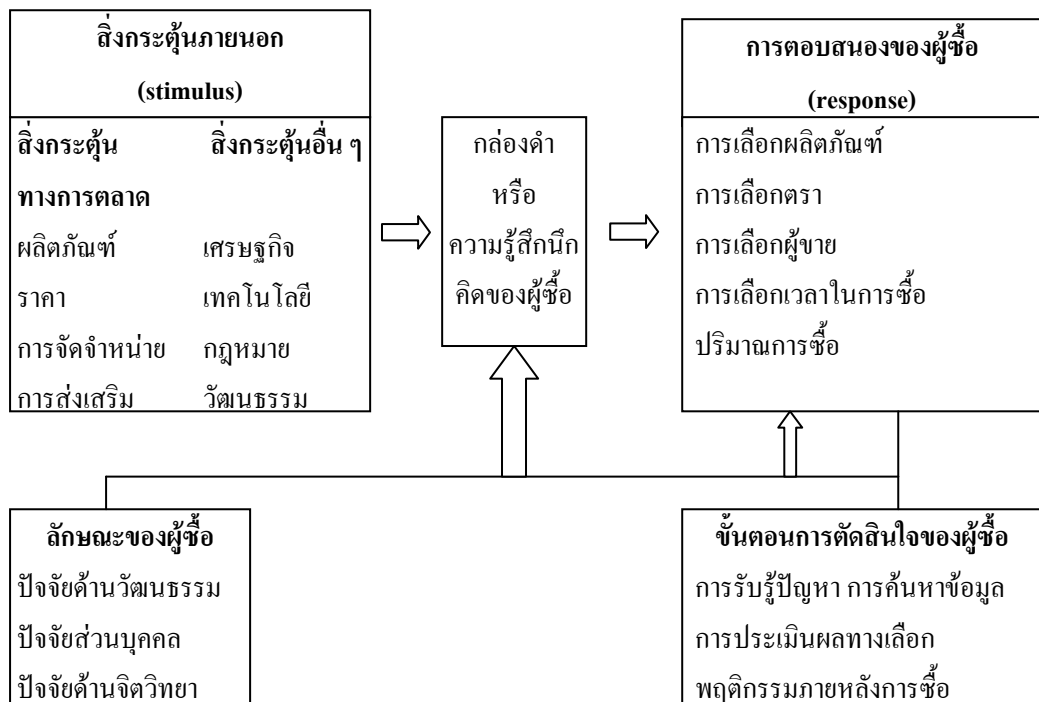 สิ่งกระตุ้นภายนอก
(stimulus)
สิ่งกระตุ้น สิ่งกระตุ้นอื่น ๆ
ทางการตลาด
ผลิตภัณฑ์ เศรษฐกิจ
ราคา เทคโนโลยี
การจัดจำหน่าย กฎหมาย
การส่งเสริม วัฒนธรรม
กล่องดำ
หรือ
ความรู้สึกนึก
คิดของผู้ซื้อ
การตอบสนองของผู้ซื้อ
(response)
การเลือกผลิตภัณฑ์
การเลือกตรา
การเลือกผู้ขาย
การเลือกเวลาในการซื้อ
ปริมาณการซื้อ
ลักษณะของผู้ซื้อ
ปัจจัยด้านวัฒนธรรม
ปัจจัยส่วนบุคคล
ปัจจัยด้านจิตวิทยา
ขั้นตอนการตัดสินใจของผู้ซื้อ
การรับรู้ปัญหา การค้นหาข้อมูล
การประเมินผลทางเลือก
พฤติกรรมภายหลังการซื้อ